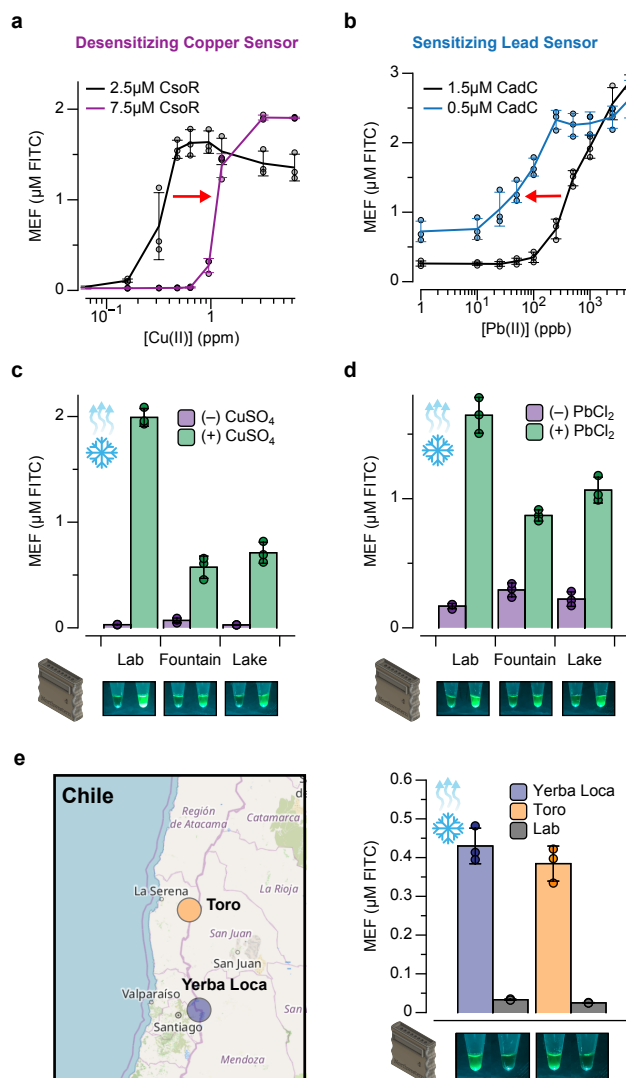 a
Desensitizing Copper Sensor
2.5µM CsoR
7.5µM CsoR
MEF (µM FITC)
2
1
0
10⁻¹
1
[Cu(II)] (ppm)
b
Sensitizing Lead Sensor
1.5µM CadC
0.5µM CadC
MEF (µM FITC)
3
2
1
0
1
10¹
10²
10³
[Pb(II)] (ppb)
c
(–) CuSO₄
(+) CuSO₄
MEF (µM FITC)
2
1
0
Lab Fountain Lake
d
(–) PbCl₂
(+) PbCl₂
MEF (µM FITC)
1
0
Lab Fountain Lake
e
Chile
Región
de Atacama
Catamarca
La Serena
La Rioja
Toro
San Juan
San Juan
Yerba Loca
Valparaíso
Santiago
San
Mendoza
Yerba Loca
Toro
Lab
MEF (µM FITC)
0.6
0.5
0.4
0.3
0.2
0.1
0